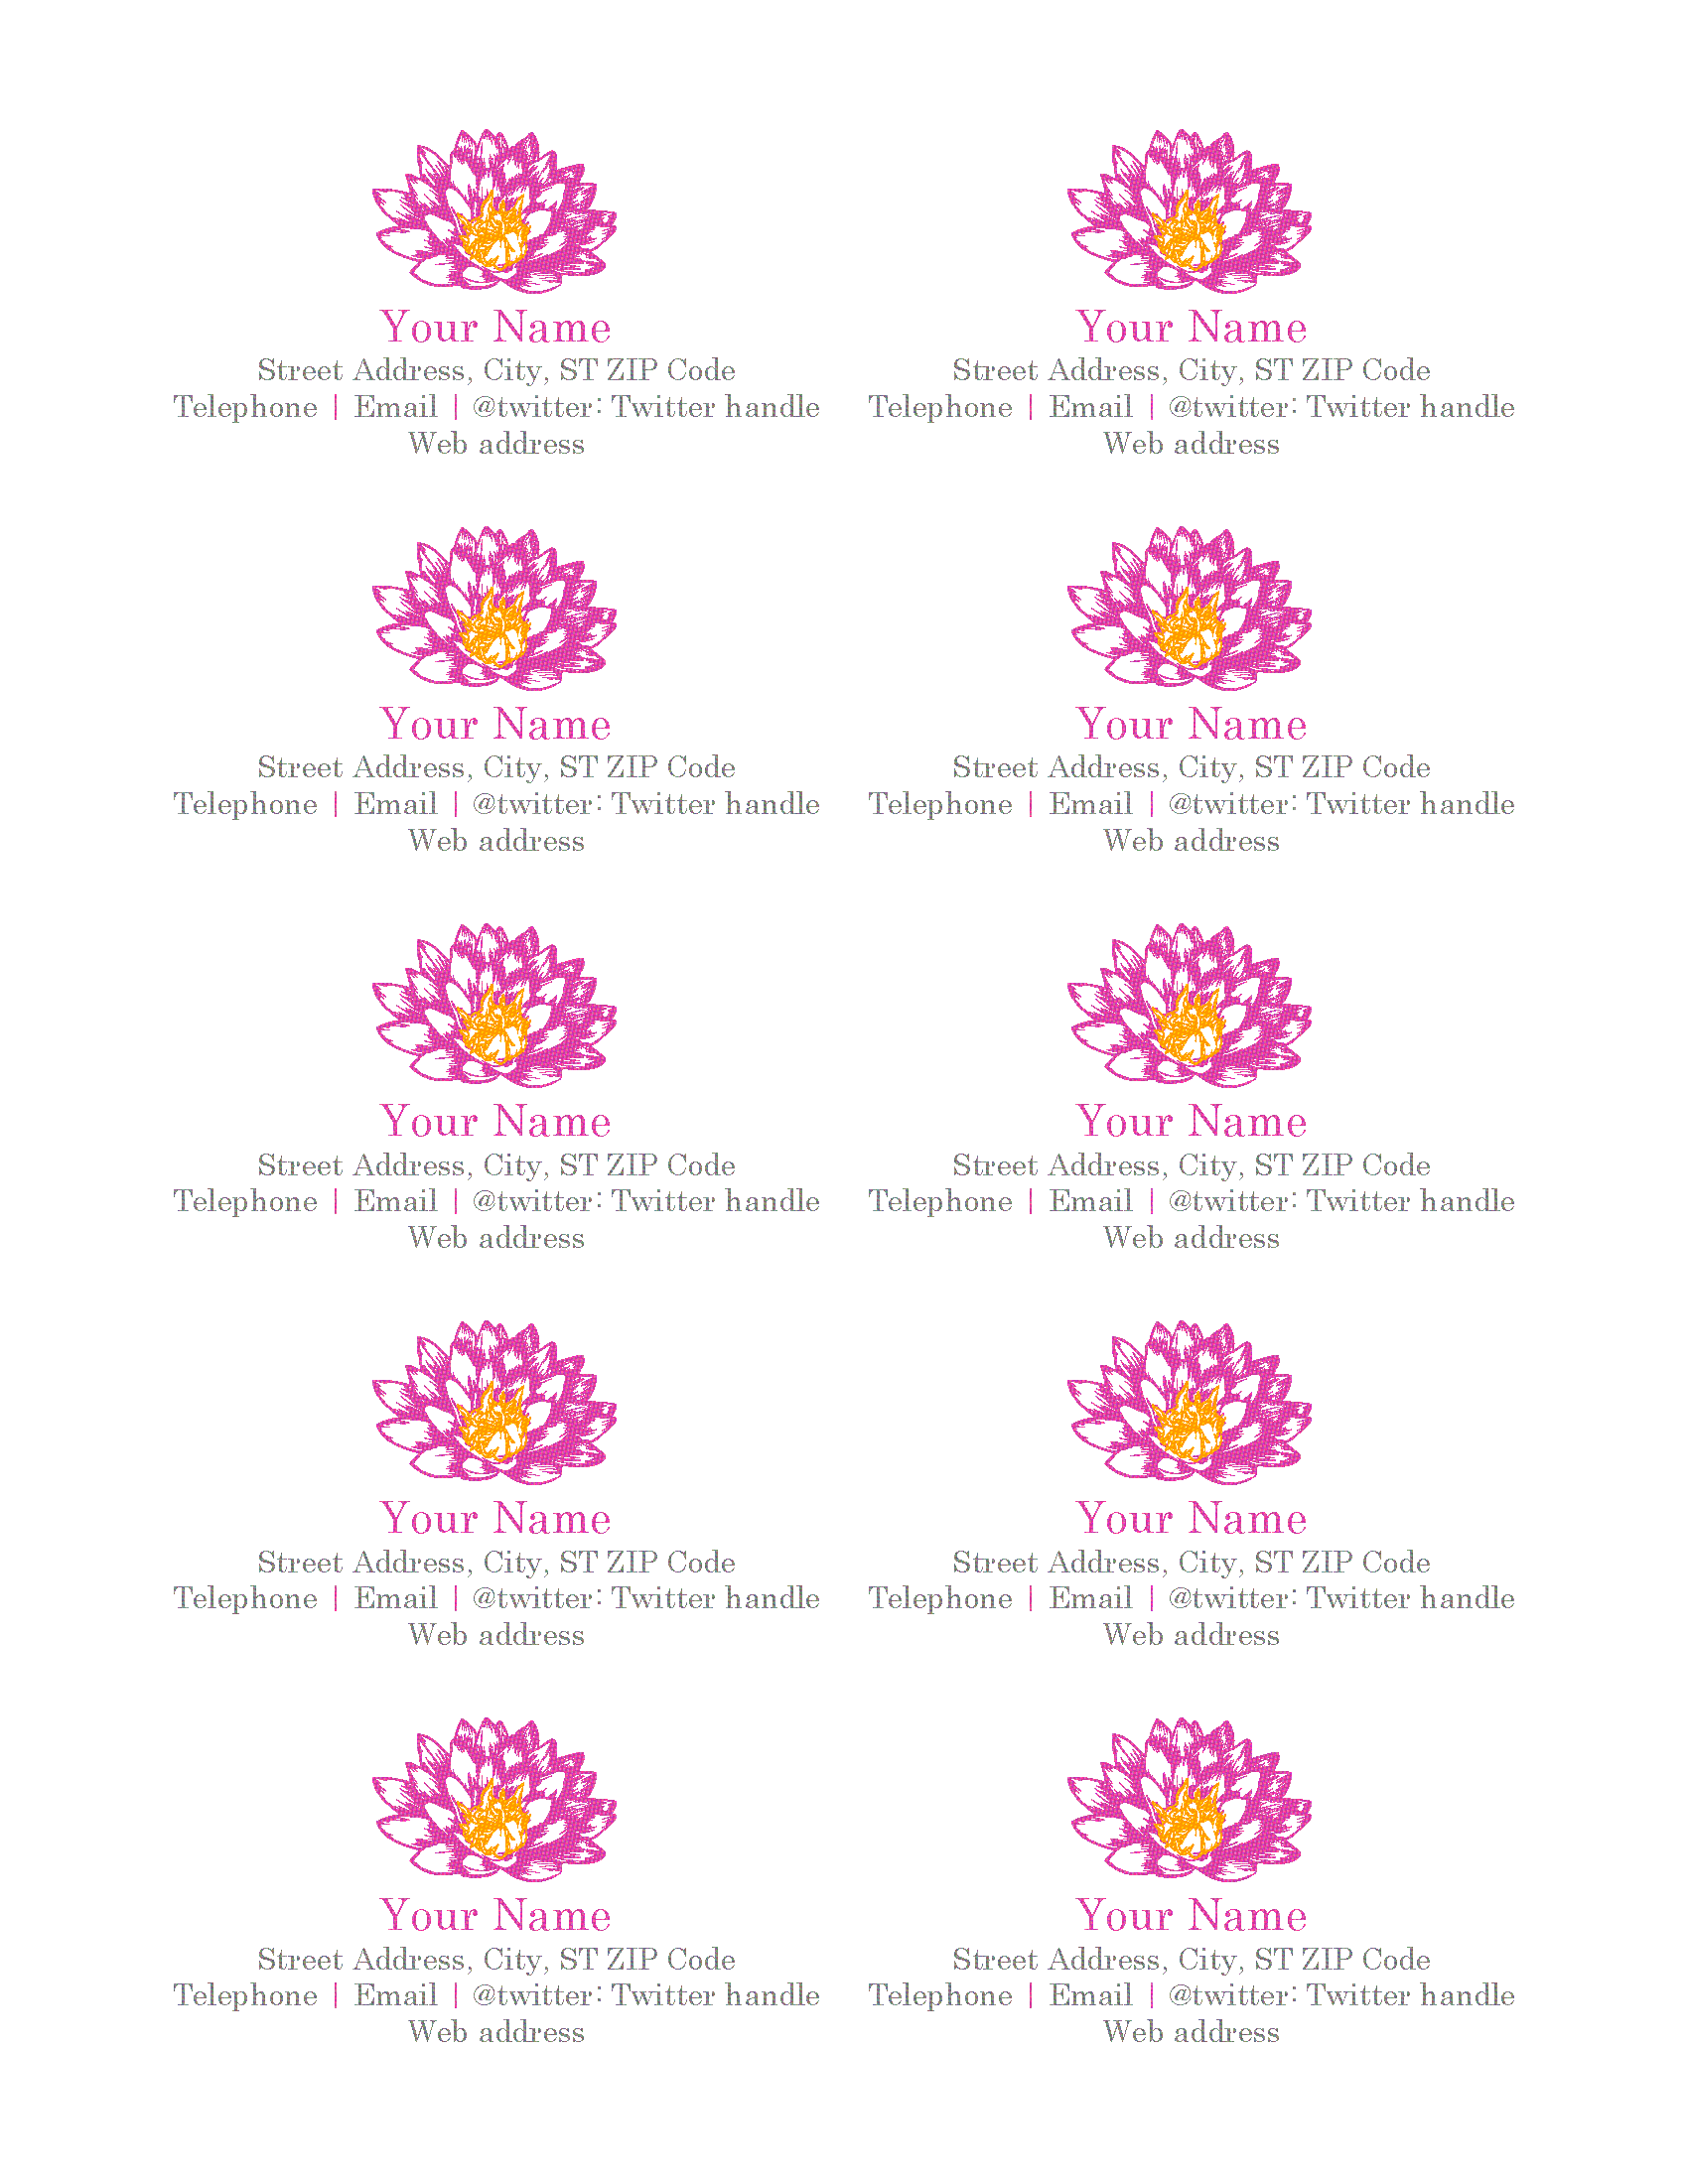 Your Name
Street Address, City, ST ZIP Code
Telephone | Email | @twitter: Twitter handle
Web address
Your Name
Street Address, City, ST ZIP Code
Telephone | Email | @twitter: Twitter handle
Web address
Your Name
Street Address, City, ST ZIP Code
Telephone | Email | @twitter: Twitter handle
Web address
Your Name
Street Address, City, ST ZIP Code
Telephone | Email | @twitter: Twitter handle
Web address
Your Name
Street Address, City, ST ZIP Code
Telephone | Email | @twitter: Twitter handle
Web address
Your Name
Street Address, City, ST ZIP Code
Telephone | Email | @twitter: Twitter handle
Web address
Your Name
Street Address, City, ST ZIP Code
Telephone | Email | @twitter: Twitter handle
Web address
Your Name
Street Address, City, ST ZIP Code
Telephone | Email | @twitter: Twitter handle
Web address
Your Name
Street Address, City, ST ZIP Code
Telephone | Email | @twitter: Twitter handle
Web address
Your Name
Street Address, City, ST ZIP Code
Telephone | Email | @twitter: Twitter handle
Web address